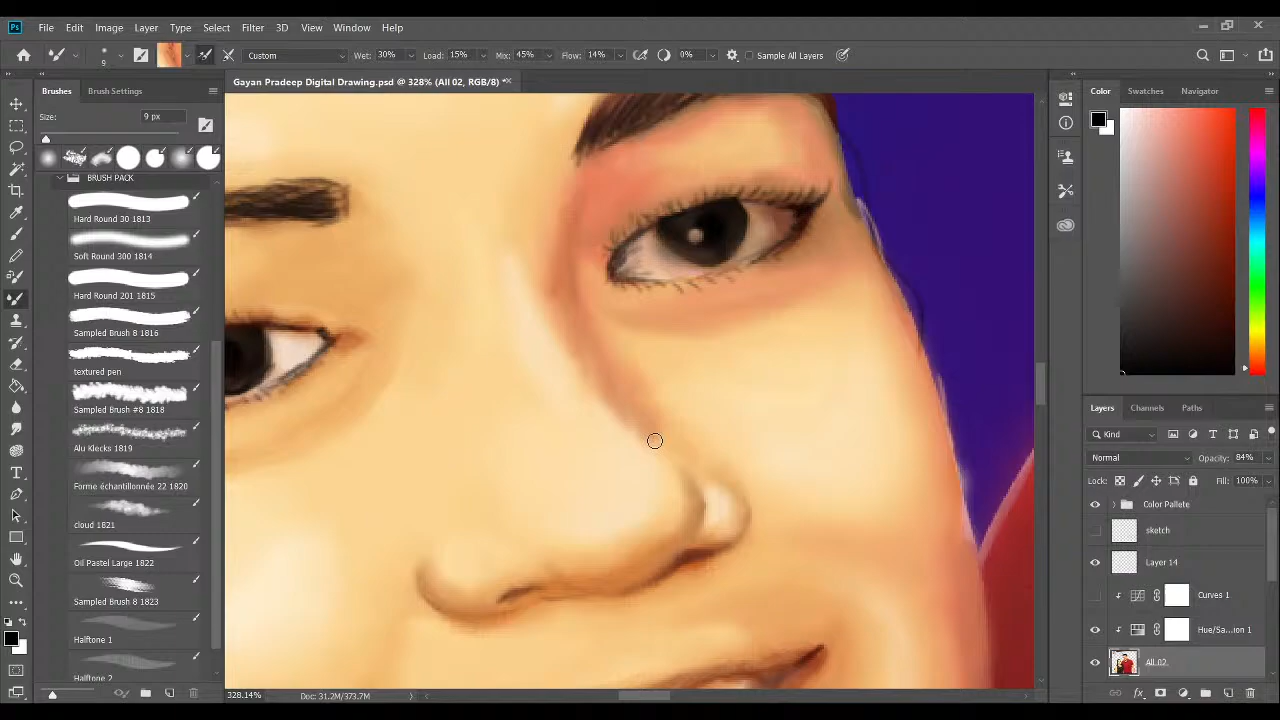 Ps File Edit Image Layer Type Select Filter 3D View Window Help
9 Custom Wet: 30% Load: 15% Mix: 45% Flow: 14% 0% Sample All Layers
Brushes Brush Settings
Gayan Pradeep Digital Drawing.psd @ 328% (All 02, RGB/8) *
Color Swatches Navigator
Size: 9 px
BRUSH PACK
Hard Round 30 1813
Soft Round 300 1814
Hard Round 201 1815
Sampled Brush 8 1816
textured pen
Sampled Brush #8 1818
Alu Klecks 1819
Forme échantillonnée 22 1820
cloud 1821
Oil Pastel Large 1822
Sampled Brush 8 1823
Halftone 1
Halftone 2
Layers Channels Paths
Kind
Normal Opacity: 84%
Lock: Fill: 100%
Color Pallete
sketch
Layer 14
Curves 1
Hue/Sa...ion 1
All 02
328.14% Doc: 31.2M/373.7M